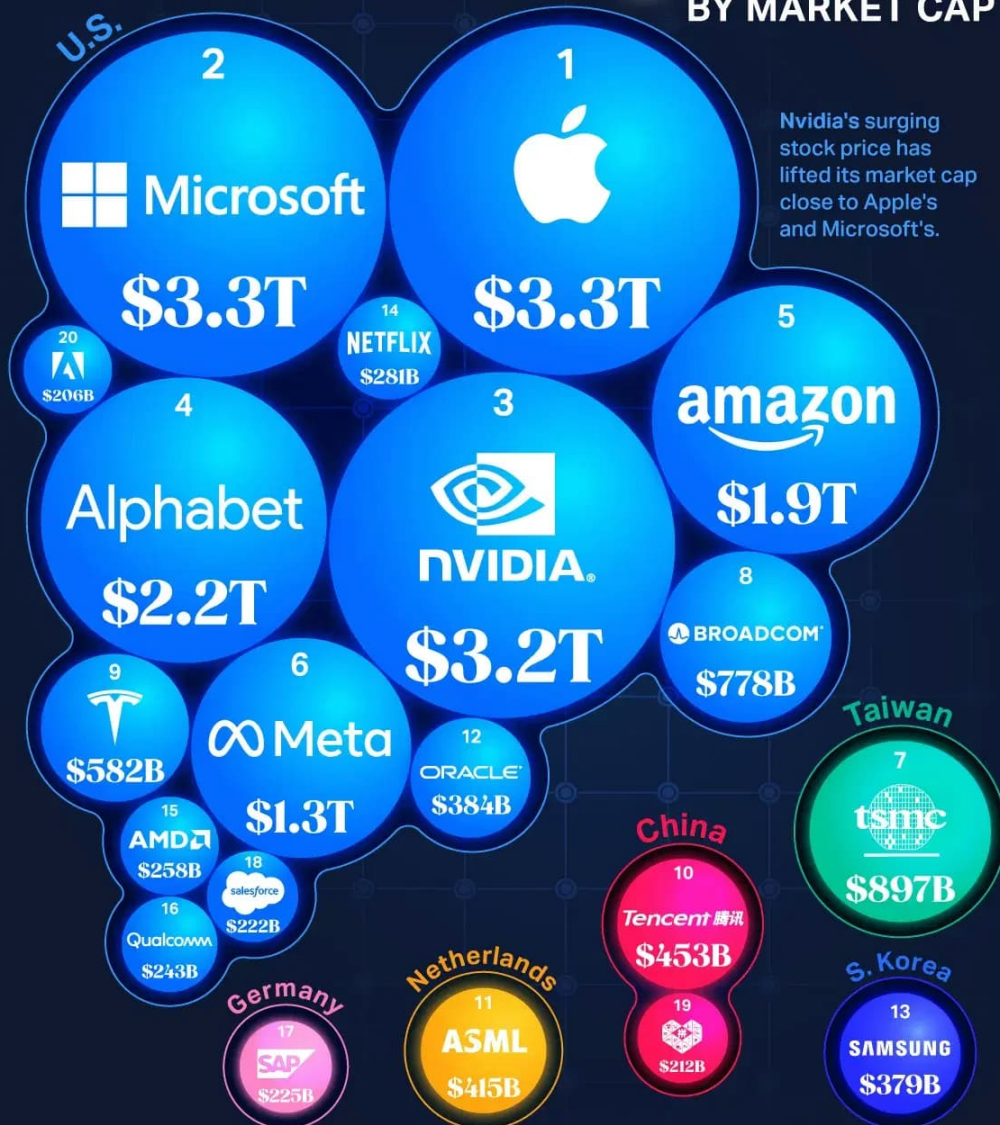 BY MARKET CAP
U.S.
2
Microsoft
$3.3T
1
$3.3T
Nvidia's surging
stock price has
lifted its market cap
close to Apple's
and Microsoft's.
20
$206B
14
NETFLIX
$281B
5
amazon
$1.9T
4
Alphabet
$2.2T
3
NVIDIA®
$3.2T
8
BROADCOM®
$778B
9
$582B
6
Meta
$1.3T
12
ORACLE®
$384B
15
AMD
$258B
18
salesforce
$222B
16
Qualcomm
$243B
Taiwan
7
tsmc
$897B
China
10
Tencent 腾讯
$453B
19
$212B
S. Korea
13
SAMSUNG
$379B
Netherlands
11
ASML
$415B
Germany
17
SAP
$225B